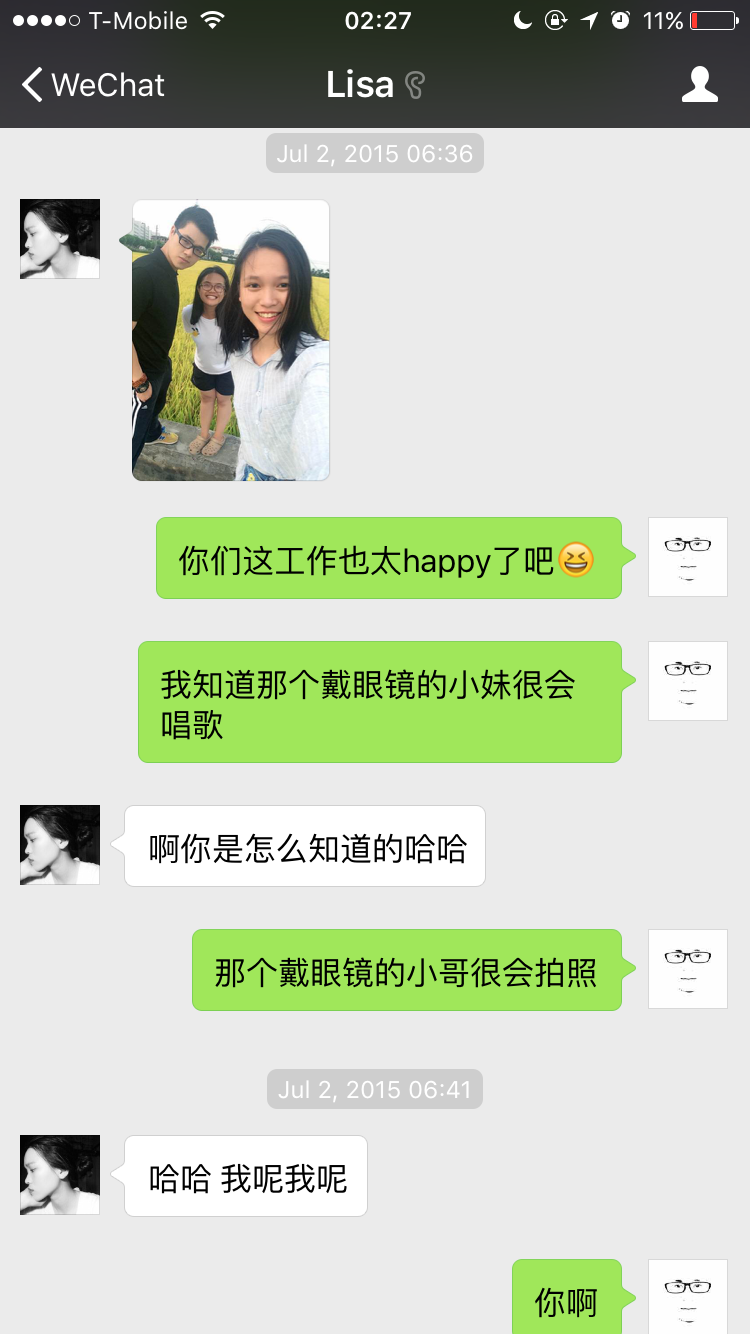 T-Mobile 02:27 11%
WeChat Lisa
Jul 2, 2015 06:36
你们这工作也太happy了吧😆
我知道那个戴眼镜的小妹很会
唱歌
啊你是怎么知道的哈哈
那个戴眼镜的小哥很会拍照
Jul 2, 2015 06:41
哈哈 我呢我呢
你啊